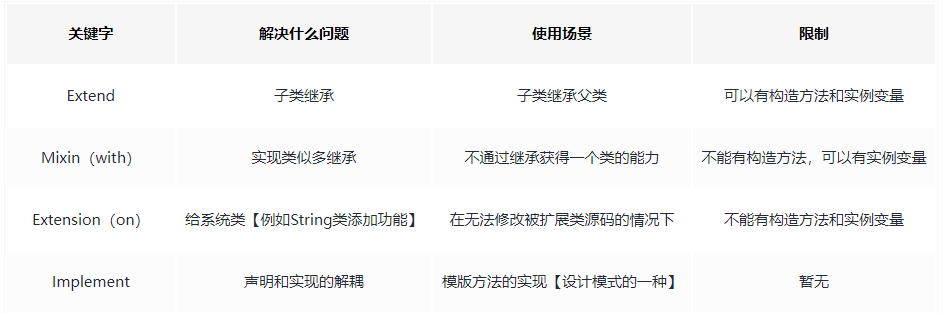 关键字 解决什么问题 使用场景 限制
Extend 子类继承 子类继承父类 可以有构造方法和实例变量
Mixin（with） 实现类似多继承 不通过继承获得一个类的能力 不能有构造方法，可以有实例变量
Extension（on） 给系统类【例如String类添加功能】 在无法修改被扩展类源码的情况下 不能有构造方法和实例变量
Implement 声明和实现的解耦 模版方法的实现【设计模式的一种】 暂无